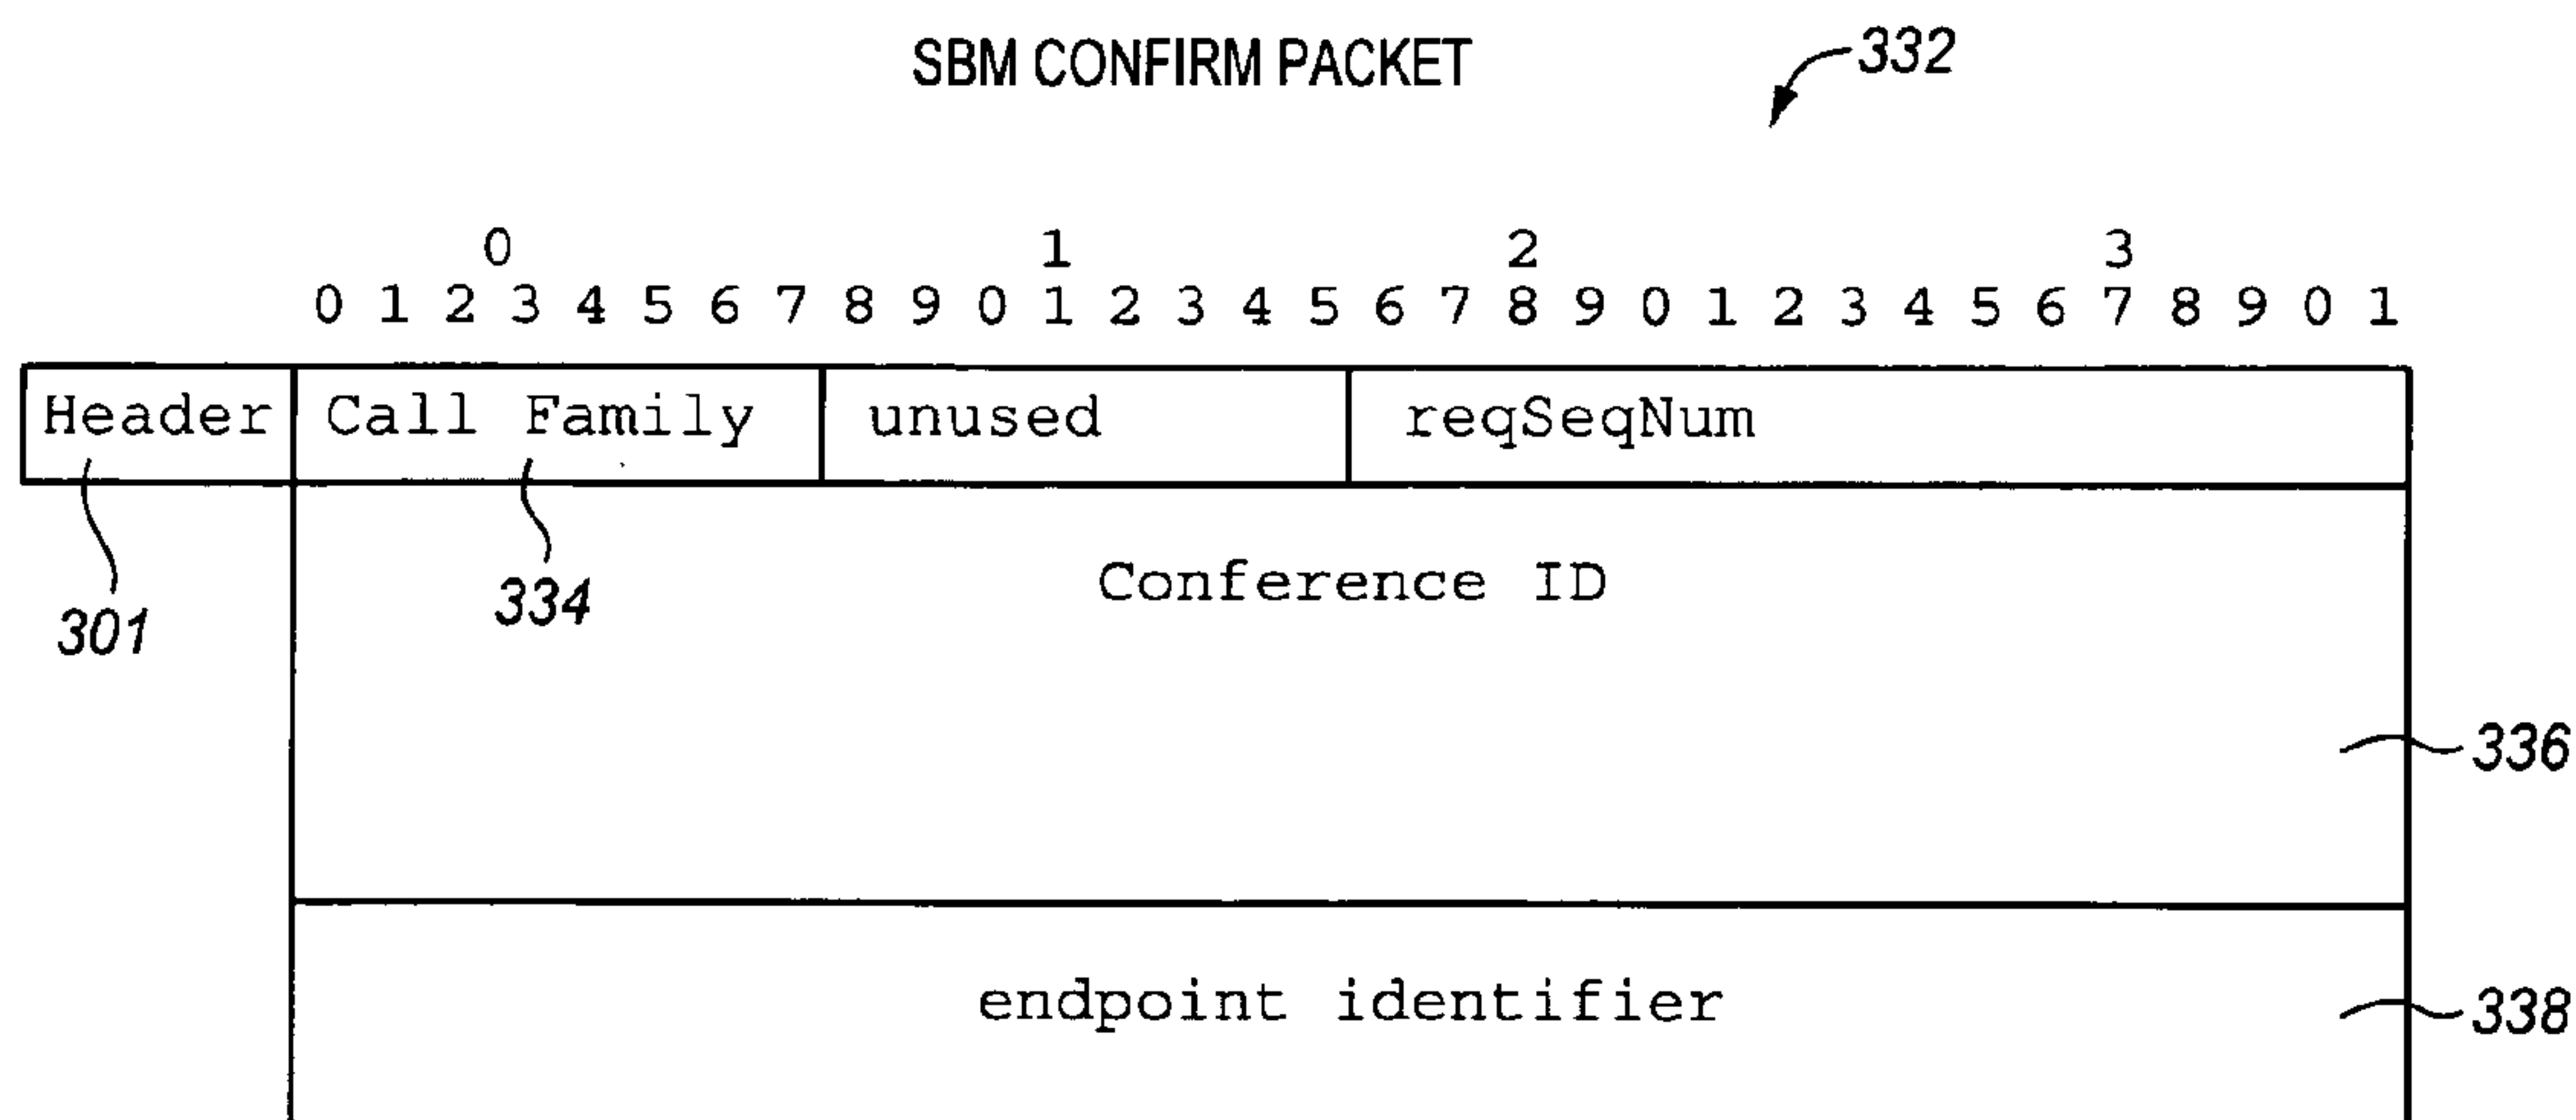 SBM CONFIRM PACKET
332
0 1 2 3
0 1 2 3 4 5 6 7 8 9 0 1 2 3 4 5 6 7 8 9 0 1 2 3 4 5 6 7 8 9 0 1
Header Call Family unused reqSeqNum
301
334
Conference ID
336
endpoint identifier
338